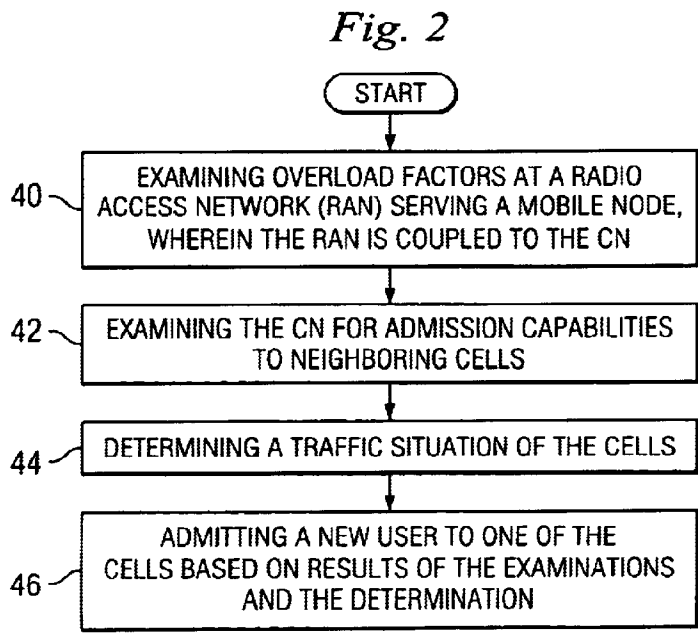 Fig. 2
START
40
EXAMINING OVERLOAD FACTORS AT A RADIO
ACCESS NETWORK (RAN) SERVING A MOBILE NODE,
WHEREIN THE RAN IS COUPLED TO THE CN
42
EXAMINING THE CN FOR ADMISSION CAPABILITIES
TO NEIGHBORING CELLS
44
DETERMINING A TRAFFIC SITUATION OF THE CELLS
46
ADMITTING A NEW USER TO ONE OF THE
CELLS BASED ON RESULTS OF THE EXAMINATIONS
AND THE DETERMINATION